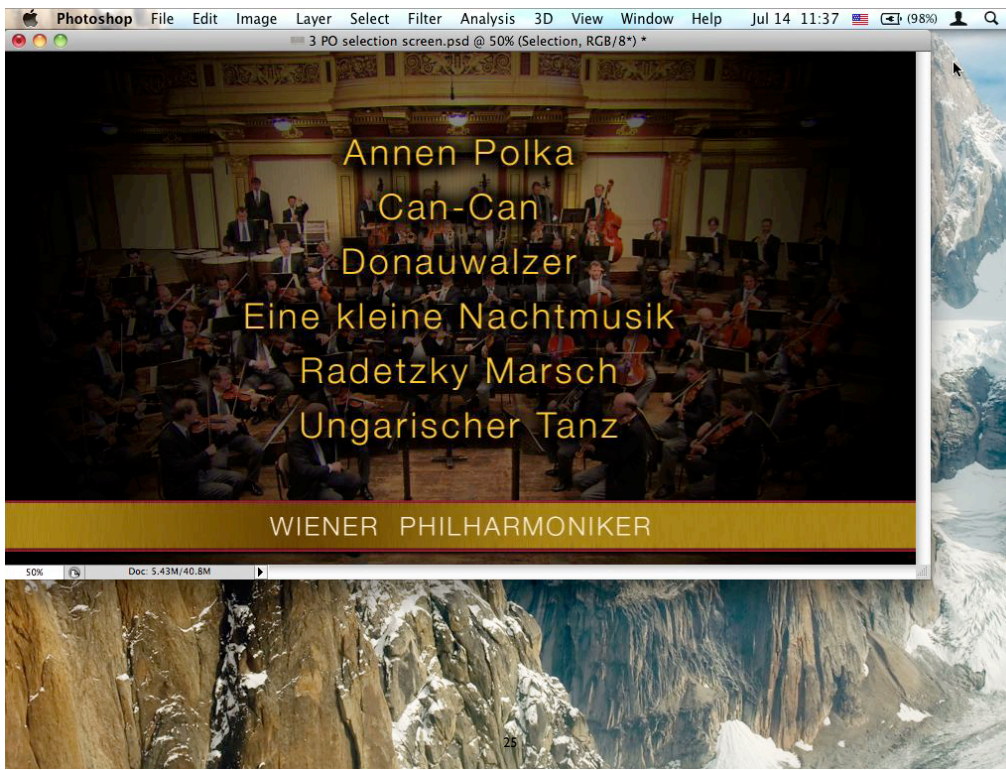 Photoshop File Edit Image Layer Select Filter Analysis 3D View Window Help Jul 14 11:37 (98%)
3 PO selection screen.psd @ 50% (Selection, RGB/8*) *
Annen Polka
Can-Can
Donauwalzer
Eine kleine Nachtmusik
Radetzky Marsch
Ungarischer Tanz
WIENER PHILHARMONIKER
50% Doc: 5.43M/40.8M
25